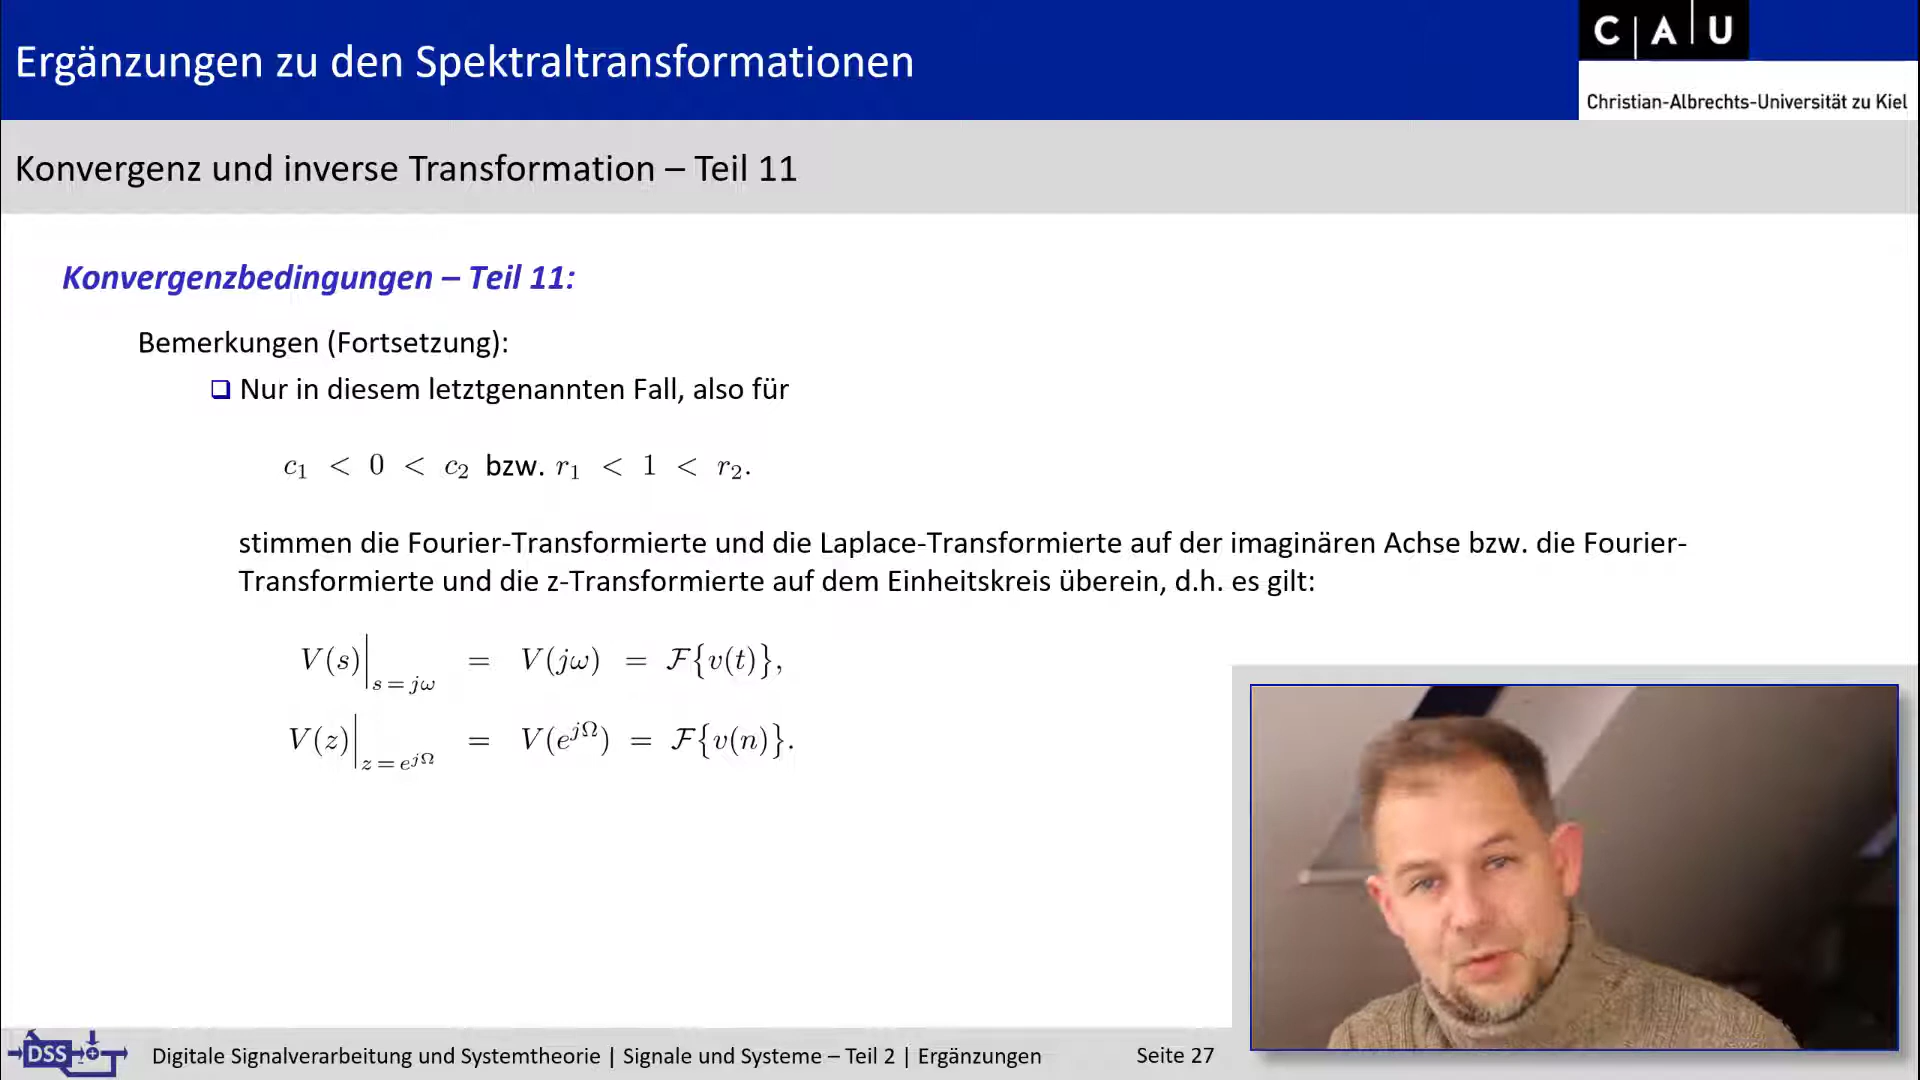 Ergänzungen zu den Spektraltransformationen
C | A | U
Christian-Albrechts-Universität zu Kiel
Konvergenz und inverse Transformation – Teil 11
Konvergenzbedingungen – Teil 11:
Bemerkungen (Fortsetzung):
❑ Nur in diesem letztgenannten Fall, also für
c₁ < 0 < c₂ bzw. r₁ < 1 < r₂.
stimmen die Fourier-Transformierte und die Laplace-Transformierte auf der imaginären Achse bzw. die Fourier-
Transformierte und die z-Transformierte auf dem Einheitskreis überein, d.h. es gilt:
V(s)|_{s=jω} = V(jω) = ℱ{v(t)},
V(z)|_{z=e^{jΩ}} = V(e^{jΩ}) = ℱ{v(n)}.
DSS
Digitale Signalverarbeitung und Systemtheorie | Signale und Systeme – Teil 2 | Ergänzungen
Seite 27